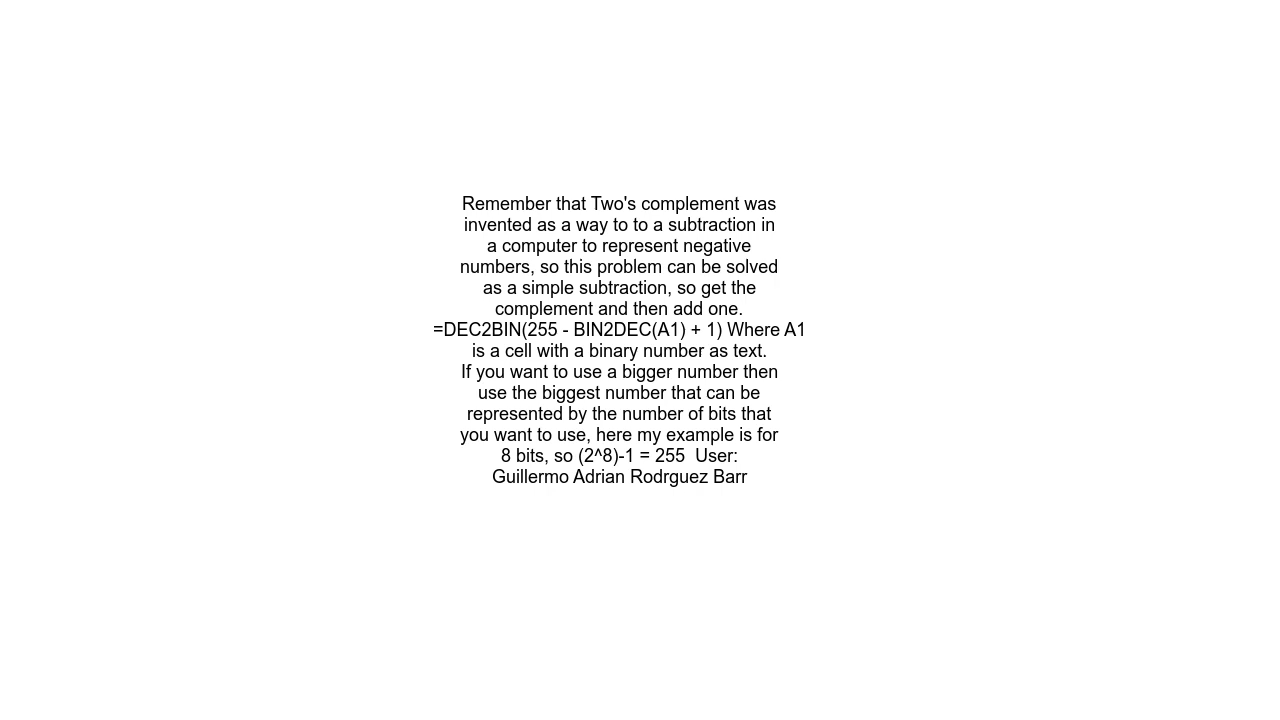 Remember that Two's complement was
invented as a way to to a subtraction in
a computer to represent negative
numbers, so this problem can be solved
as a simple subtraction, so get the
complement and then add one.
=DEC2BIN(255 - BIN2DEC(A1) + 1) Where A1
is a cell with a binary number as text.
If you want to use a bigger number then
use the biggest number that can be
represented by the number of bits that
you want to use, here my example is for
8 bits, so (2^8)-1 = 255  User:
Guillermo Adrian Rodrguez Barr